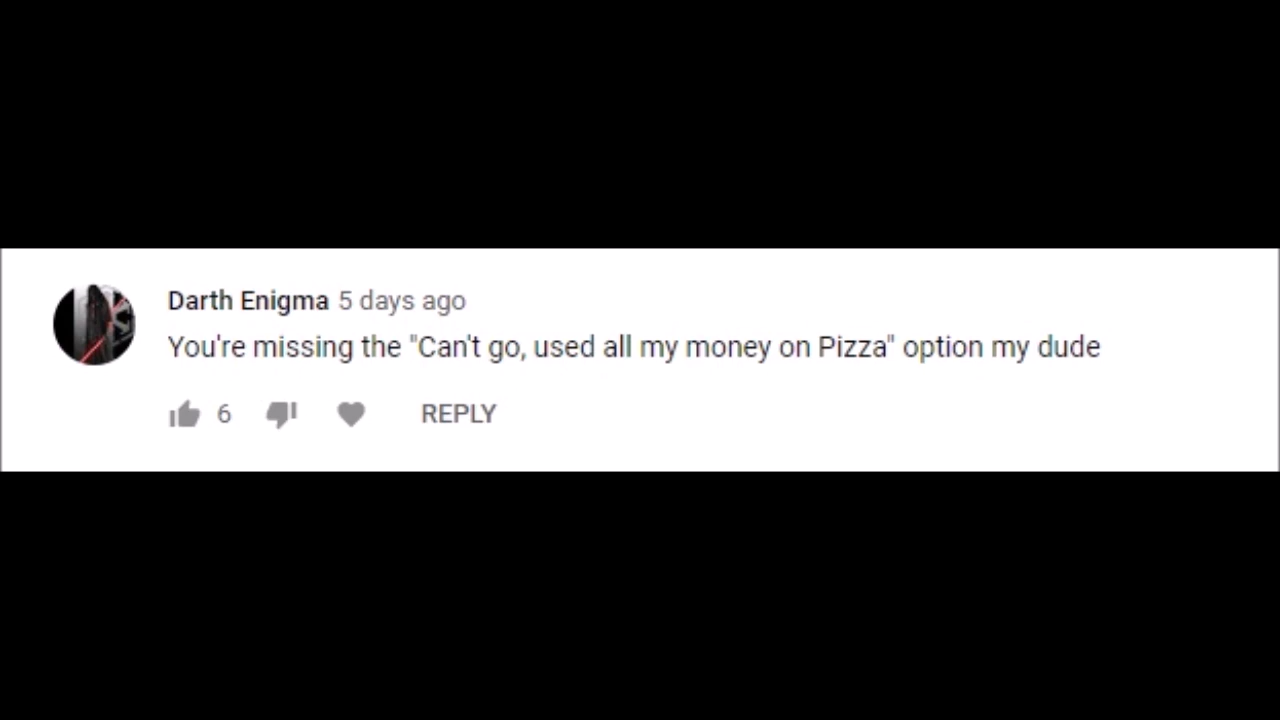 Darth Enigma 5 days ago
You're missing the "Can't go, used all my money on Pizza" option my dude
6 REPLY